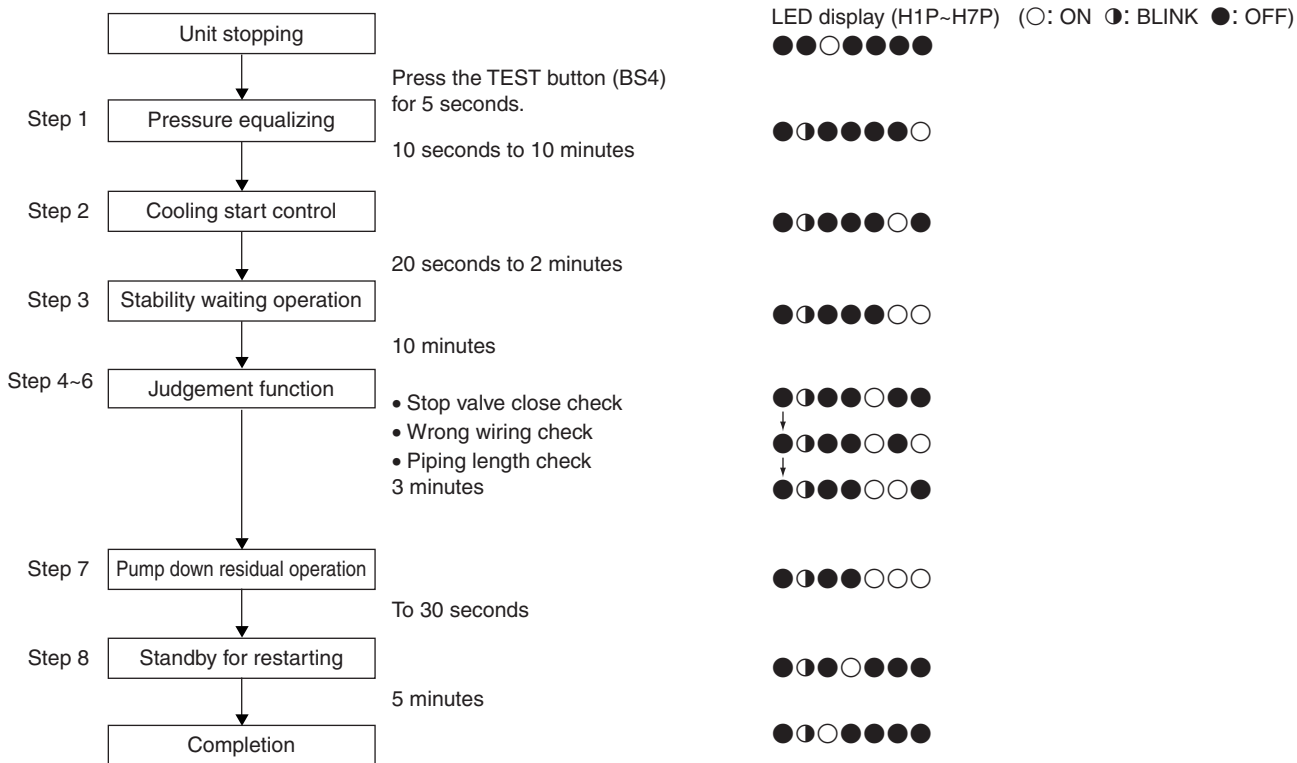 LED display (H1P~H7P) (○: ON ◑: BLINK ●: OFF)
Unit stopping
●●○●●●●
Press the TEST button (BS4)
for 5 seconds.
Step 1 Pressure equalizing
●◑●●●●○
10 seconds to 10 minutes
Step 2 Cooling start control
●◑●●●○●
20 seconds to 2 minutes
Step 3 Stability waiting operation
●◑●●●○○
10 minutes
Step 4~6 Judgement function
• Stop valve close check
●◑●●○●●
• Wrong wiring check
●◑●●○●○
• Piping length check
3 minutes
●◑●●○○●
Step 7 Pump down residual operation
●◑●●○○○
To 30 seconds
Step 8 Standby for restarting
●◑●○●●●
5 minutes
Completion
●◑○●●●●